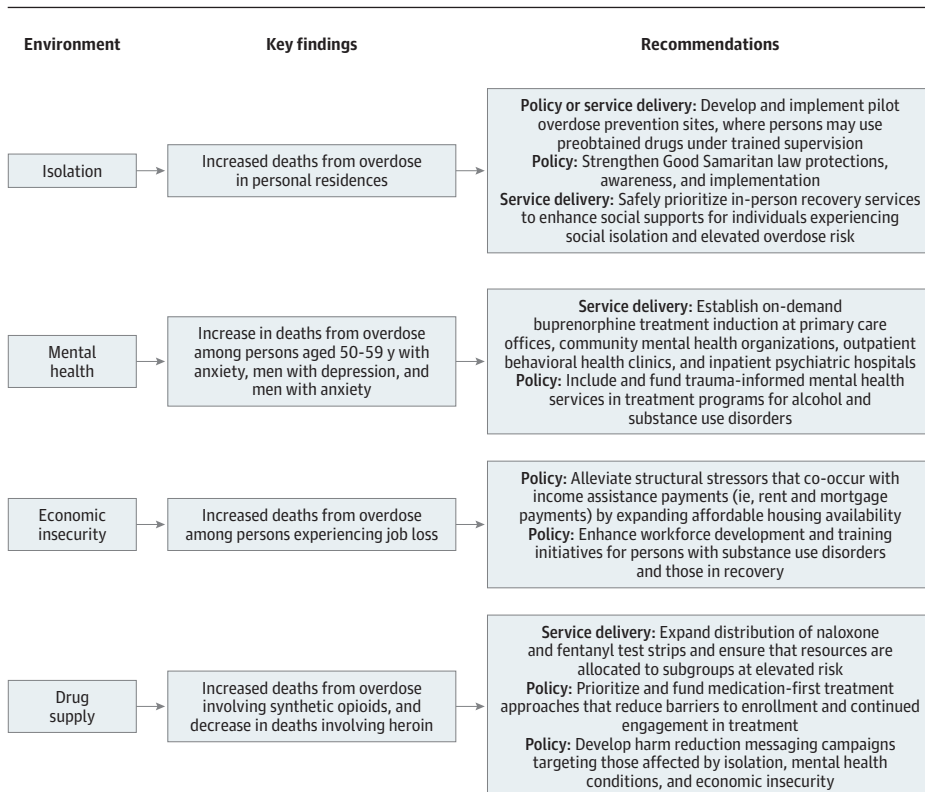 Environment
Key findings
Recommendations
Isolation
Increased deaths from overdose
in personal residences
Policy or service delivery: Develop and implement pilot
overdose prevention sites, where persons may use
preobtained drugs under trained supervision
Policy: Strengthen Good Samaritan law protections,
awareness, and implementation
Service delivery: Safely prioritize in-person recovery services
to enhance social supports for individuals experiencing
social isolation and elevated overdose risk
Mental
health
Increase in deaths from overdose
among persons aged 50-59 y with
anxiety, men with depression, and
men with anxiety
Service delivery: Establish on-demand
buprenorphine treatment induction at primary care
offices, community mental health organizations, outpatient
behavioral health clinics, and inpatient psychiatric hospitals
Policy: Include and fund trauma-informed mental health
services in treatment programs for alcohol and
substance use disorders
Economic
insecurity
Increased deaths from overdose
among persons experiencing job loss
Policy: Alleviate structural stressors that co-occur with
income assistance payments (ie, rent and mortgage
payments) by expanding affordable housing availability
Policy: Enhance workforce development and training
initiatives for persons with substance use disorders
and those in recovery
Drug
supply
Increased deaths from overdose
involving synthetic opioids, and
decrease in deaths involving heroin
Service delivery: Expand distribution of naloxone
and fentanyl test strips and ensure that resources are
allocated to subgroups at elevated risk
Policy: Prioritize and fund medication-first treatment
approaches that reduce barriers to enrollment and continued
engagement in treatment
Policy: Develop harm reduction messaging campaigns
targeting those affected by isolation, mental health
conditions, and economic insecurity